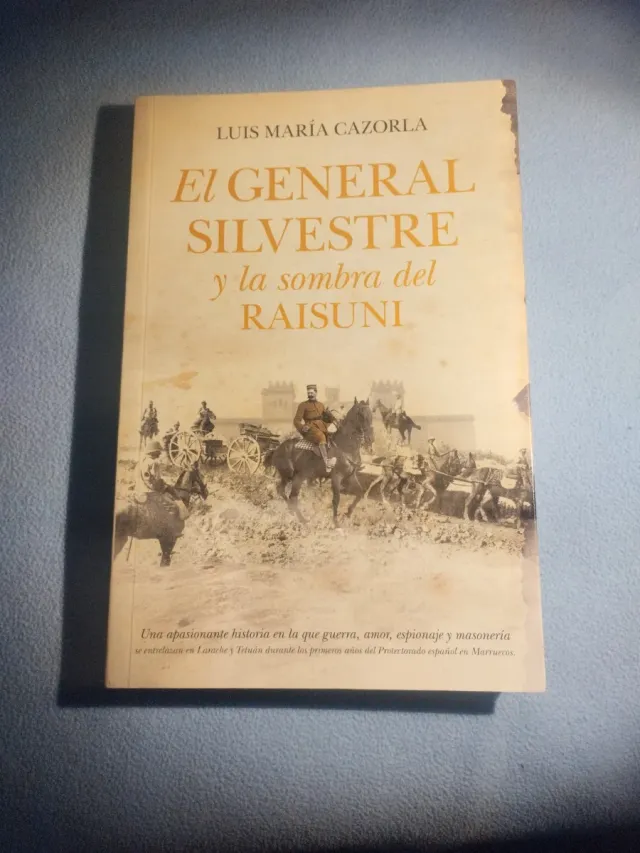 LUIS MARÍA CAZORLA
El GENERAL
SILVESTRE
y la sombra del
RAISUNI
Una apasionante historia en la que guerra, amor, espionaje y masonería
se entrelazan en Larache y Tetuán durante los primeros años del Protectorado español en Marruecos.